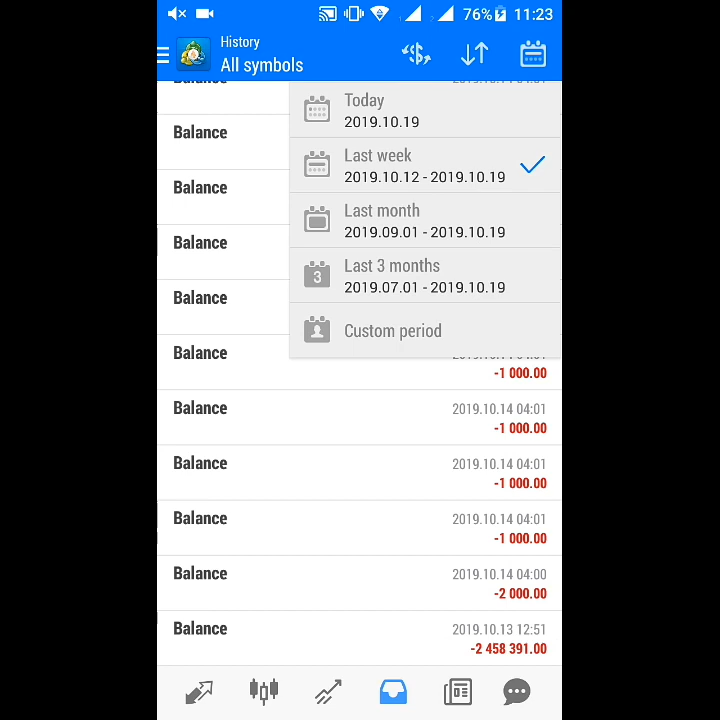 76% 11:23
History
All symbols
Balance
Today
2019.10.19
Balance
Last week
2019.10.12 - 2019.10.19
Balance
Last month
2019.09.01 - 2019.10.19
Balance
3
Last 3 months
2019.07.01 - 2019.10.19
Balance
Custom period
Balance
-1 000.00
Balance
2019.10.14 04:01
-1 000.00
Balance
2019.10.14 04:01
-1 000.00
Balance
2019.10.14 04:01
-1 000.00
Balance
2019.10.14 04:00
-2 000.00
Balance
2019.10.13 12:51
-2 458 391.00